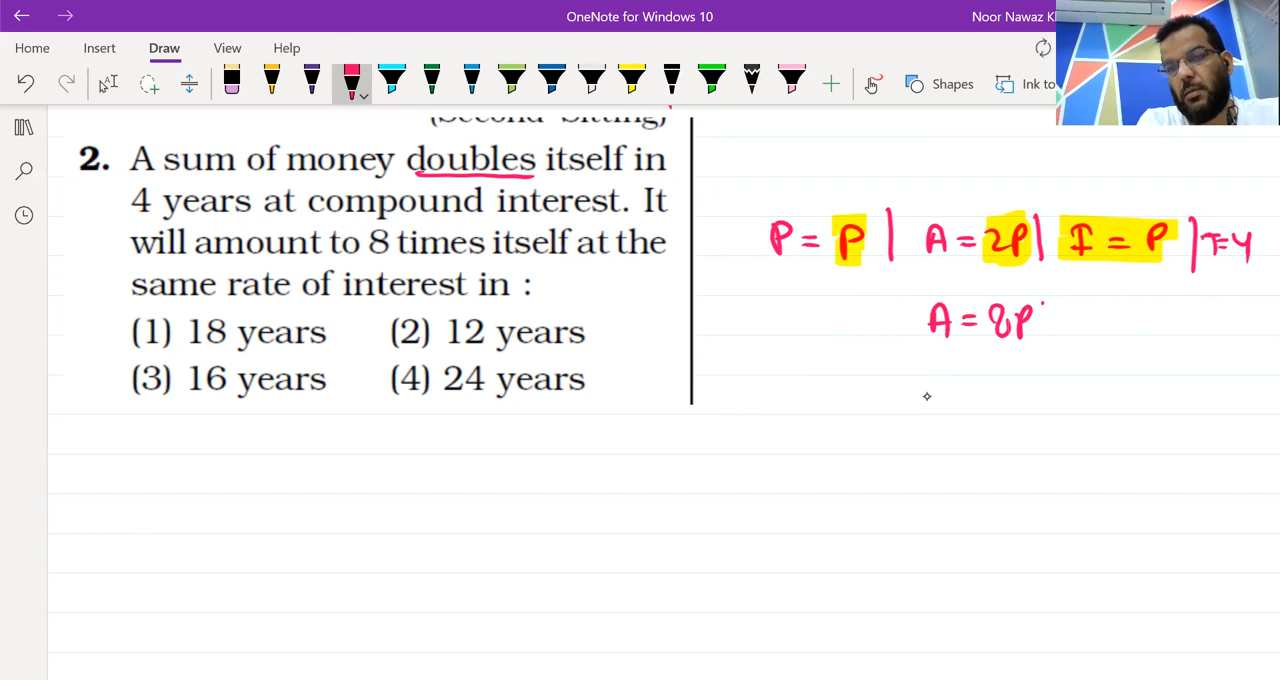 OneNote for Windows 10
Noor Nawaz
Home Insert Draw View Help
Shapes
Ink to
(Second Sitting)
2. A sum of money doubles itself in
4 years at compound interest. It
will amount to 8 times itself at the
same rate of interest in :
(1) 18 years (2) 12 years
(3) 16 years (4) 24 years
P = P | A = 2P | I = P | T=4
A = 8P